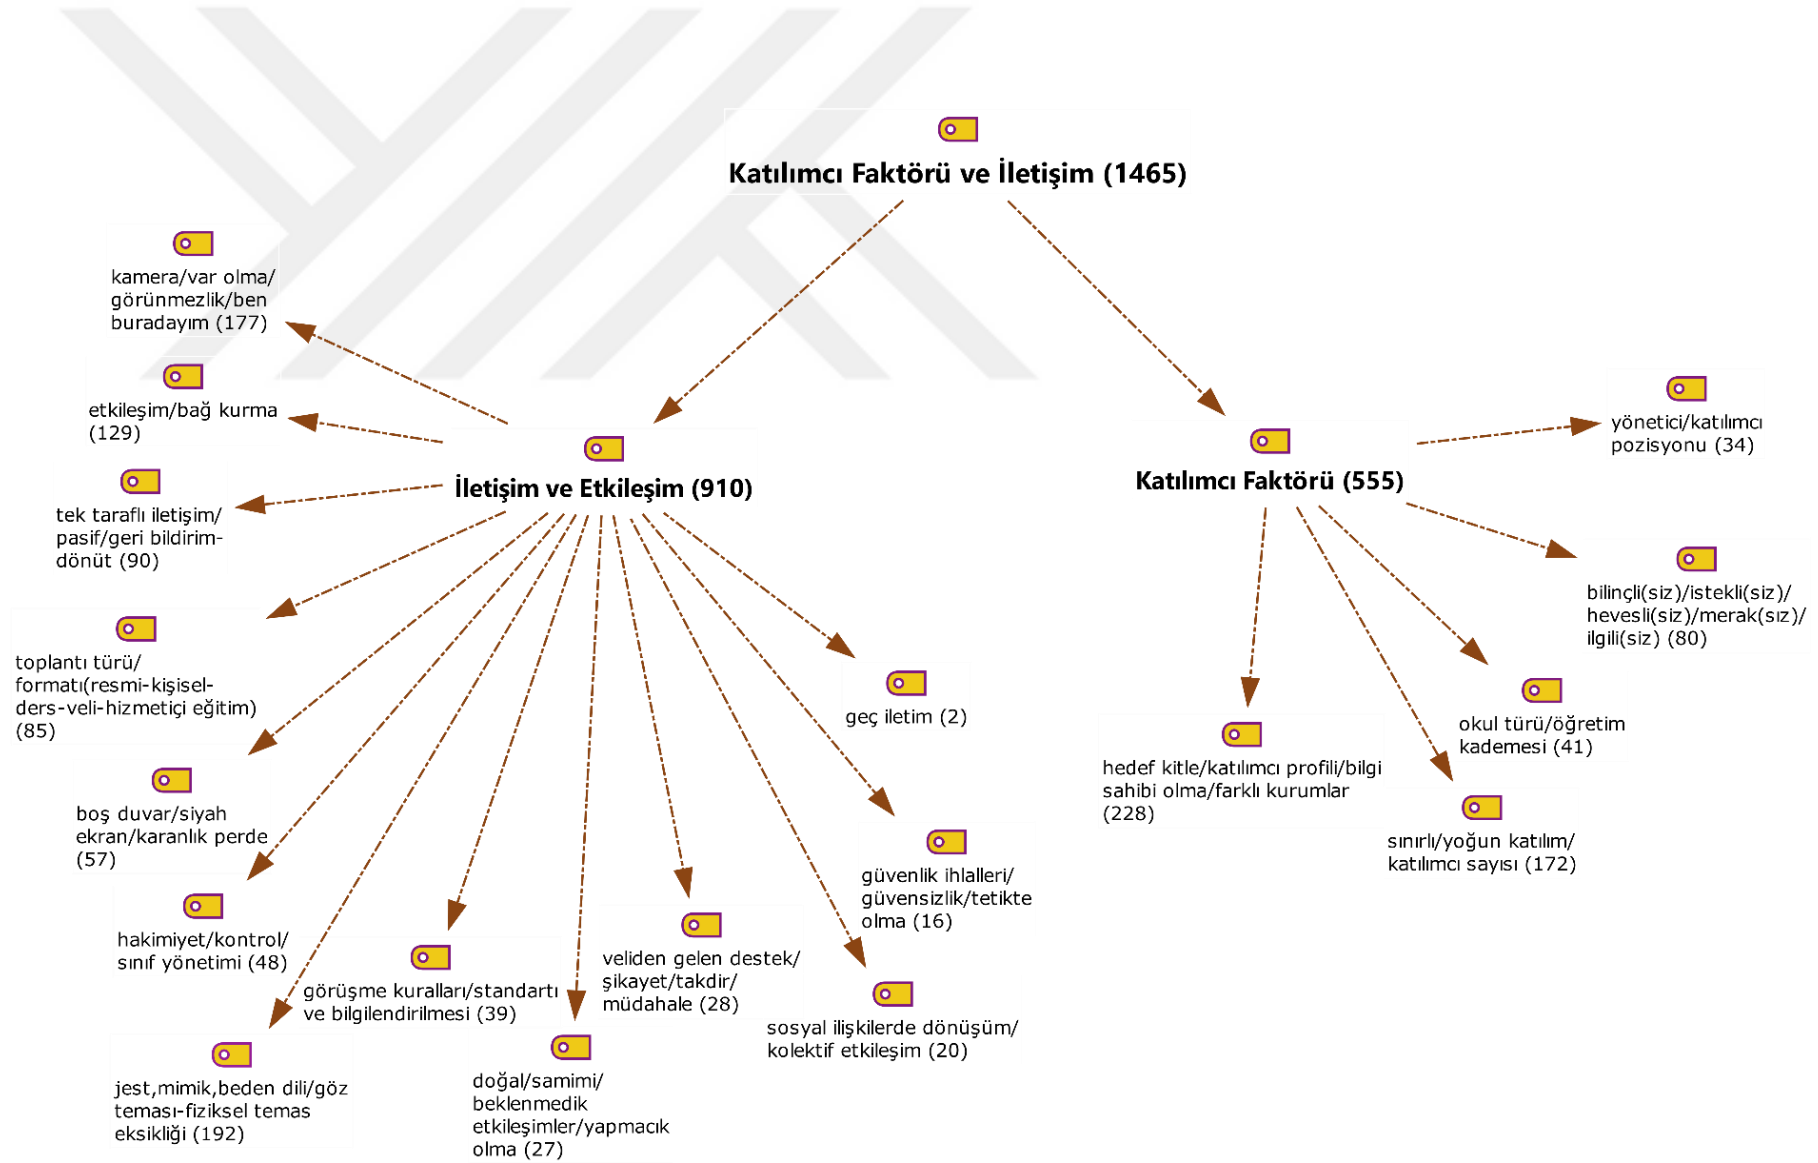 Katılımcı Faktörü ve İletişim (1465)
kamera/var olma/
görünmezlik/ben
buradayım (177)
etkileşim/bağ kurma
(129)
tek taraflı iletişim/
pasif/geri bildirim-
dönüt (90)
İletişim ve Etkileşim (910)
toplantı türü/
formatı(resmi-kişisel-
ders-veli-hizmetiçi eğitim)
(85)
boş duvar/siyah
ekran/karanlık perde
(57)
hakimiyet/kontrol/
sınıf yönetimi (48)
jest,mimik,beden dili/göz
teması-fiziksel temas
eksikliği (192)
görüşme kuralları/standartı
ve bilgilendirilmesi (39)
doğal/samimi/
beklenmedik
etkileşimler/yapmacık
olma (27)
veliden gelen destek/
şikayet/takdir/
müdahale (28)
sosyal ilişkilerde dönüşüm/
kolektif etkileşim (20)
güvenlik ihlalleri/
güvensizlik/tetikte
olma (16)
geç iletim (2)
Katılımcı Faktörü (555)
yönetici/katılımcı
pozisyonu (34)
bilinçli(siz)/istekli(siz)/
hevesli(siz)/merak(sız)/
ilgili(siz) (80)
okul türü/öğretim
kademesi (41)
sınırlı/yoğun katılım/
katılımcı sayısı (172)
hedef kitle/katılımcı profili/bilgi
sahibi olma/farklı kurumlar
(228)